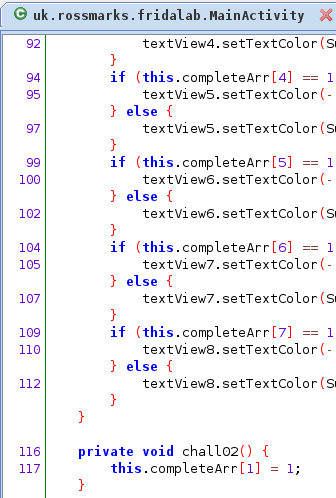 uk.rossmarks.fridalab.MainActivity
92 textView4.setTextColor(
}
94 if (this.completeArr[4] == 1
95 textView5.setTextColor(-
} else {
97 textView5.setTextColor(
}
99 if (this.completeArr[5] == 1
100 textView6.setTextColor(-
} else {
102 textView6.setTextColor(
}
104 if (this.completeArr[6] == 1
105 textView7.setTextColor(-
} else {
107 textView7.setTextColor(
}
109 if (this.completeArr[7] == 1
110 textView8.setTextColor(-
} else {
112 textView8.setTextColor(
}
}
116 private void chall02() {
117 this.completeArr[1] = 1;
}